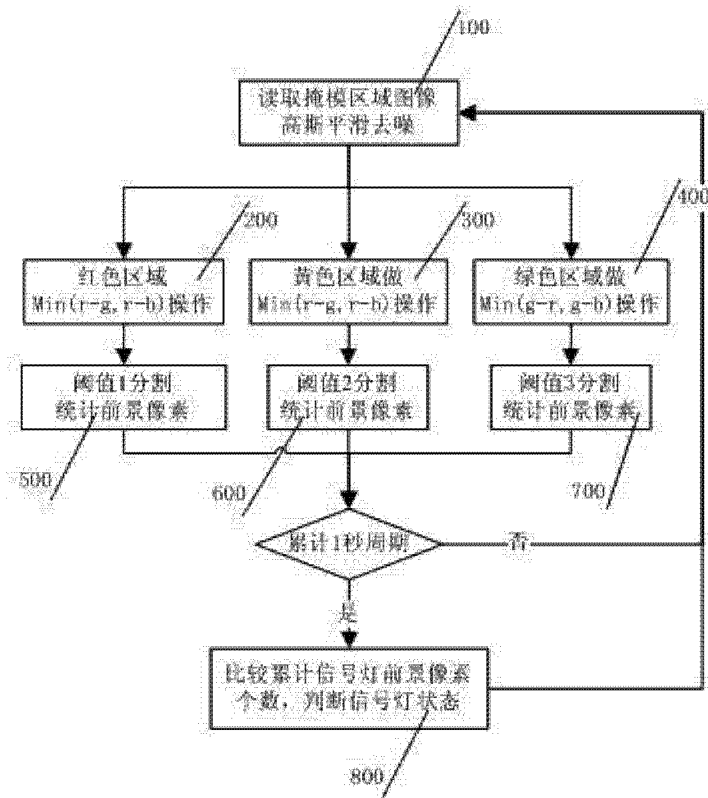 100
读取掩模区域图像
高斯平滑去噪
200
300
400
红色区域
Min(r-g,r-b)操作
黄色区域做
Min(r-g,r-b)操作
绿色区域做
Min(g-r,g-b)操作
阈值1分割
统计前景像素
阈值2分割
统计前景像素
阈值3分割
统计前景像素
500
600
700
累计1秒周期
否
是
比较累计信号灯前景像素
个数，判断信号灯状态
800